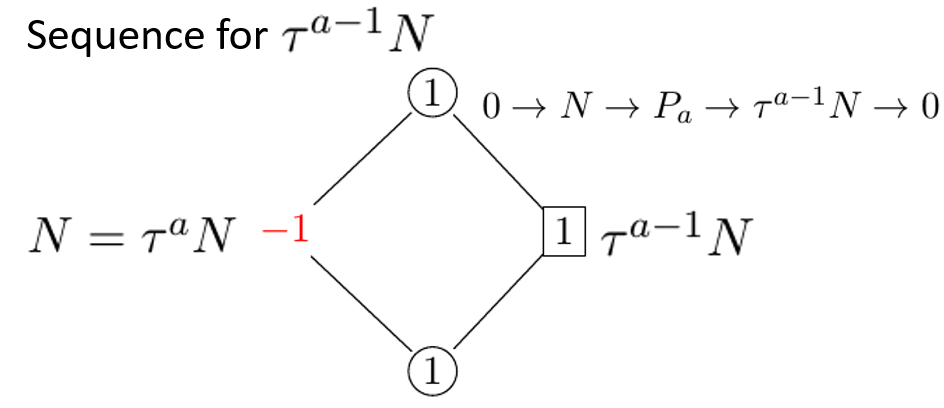 Sequence for τ^{a−1}N
1
0 → N → P_a → τ^{a−1}N → 0
N = τ^a N −1 1 τ^{a−1}N
1